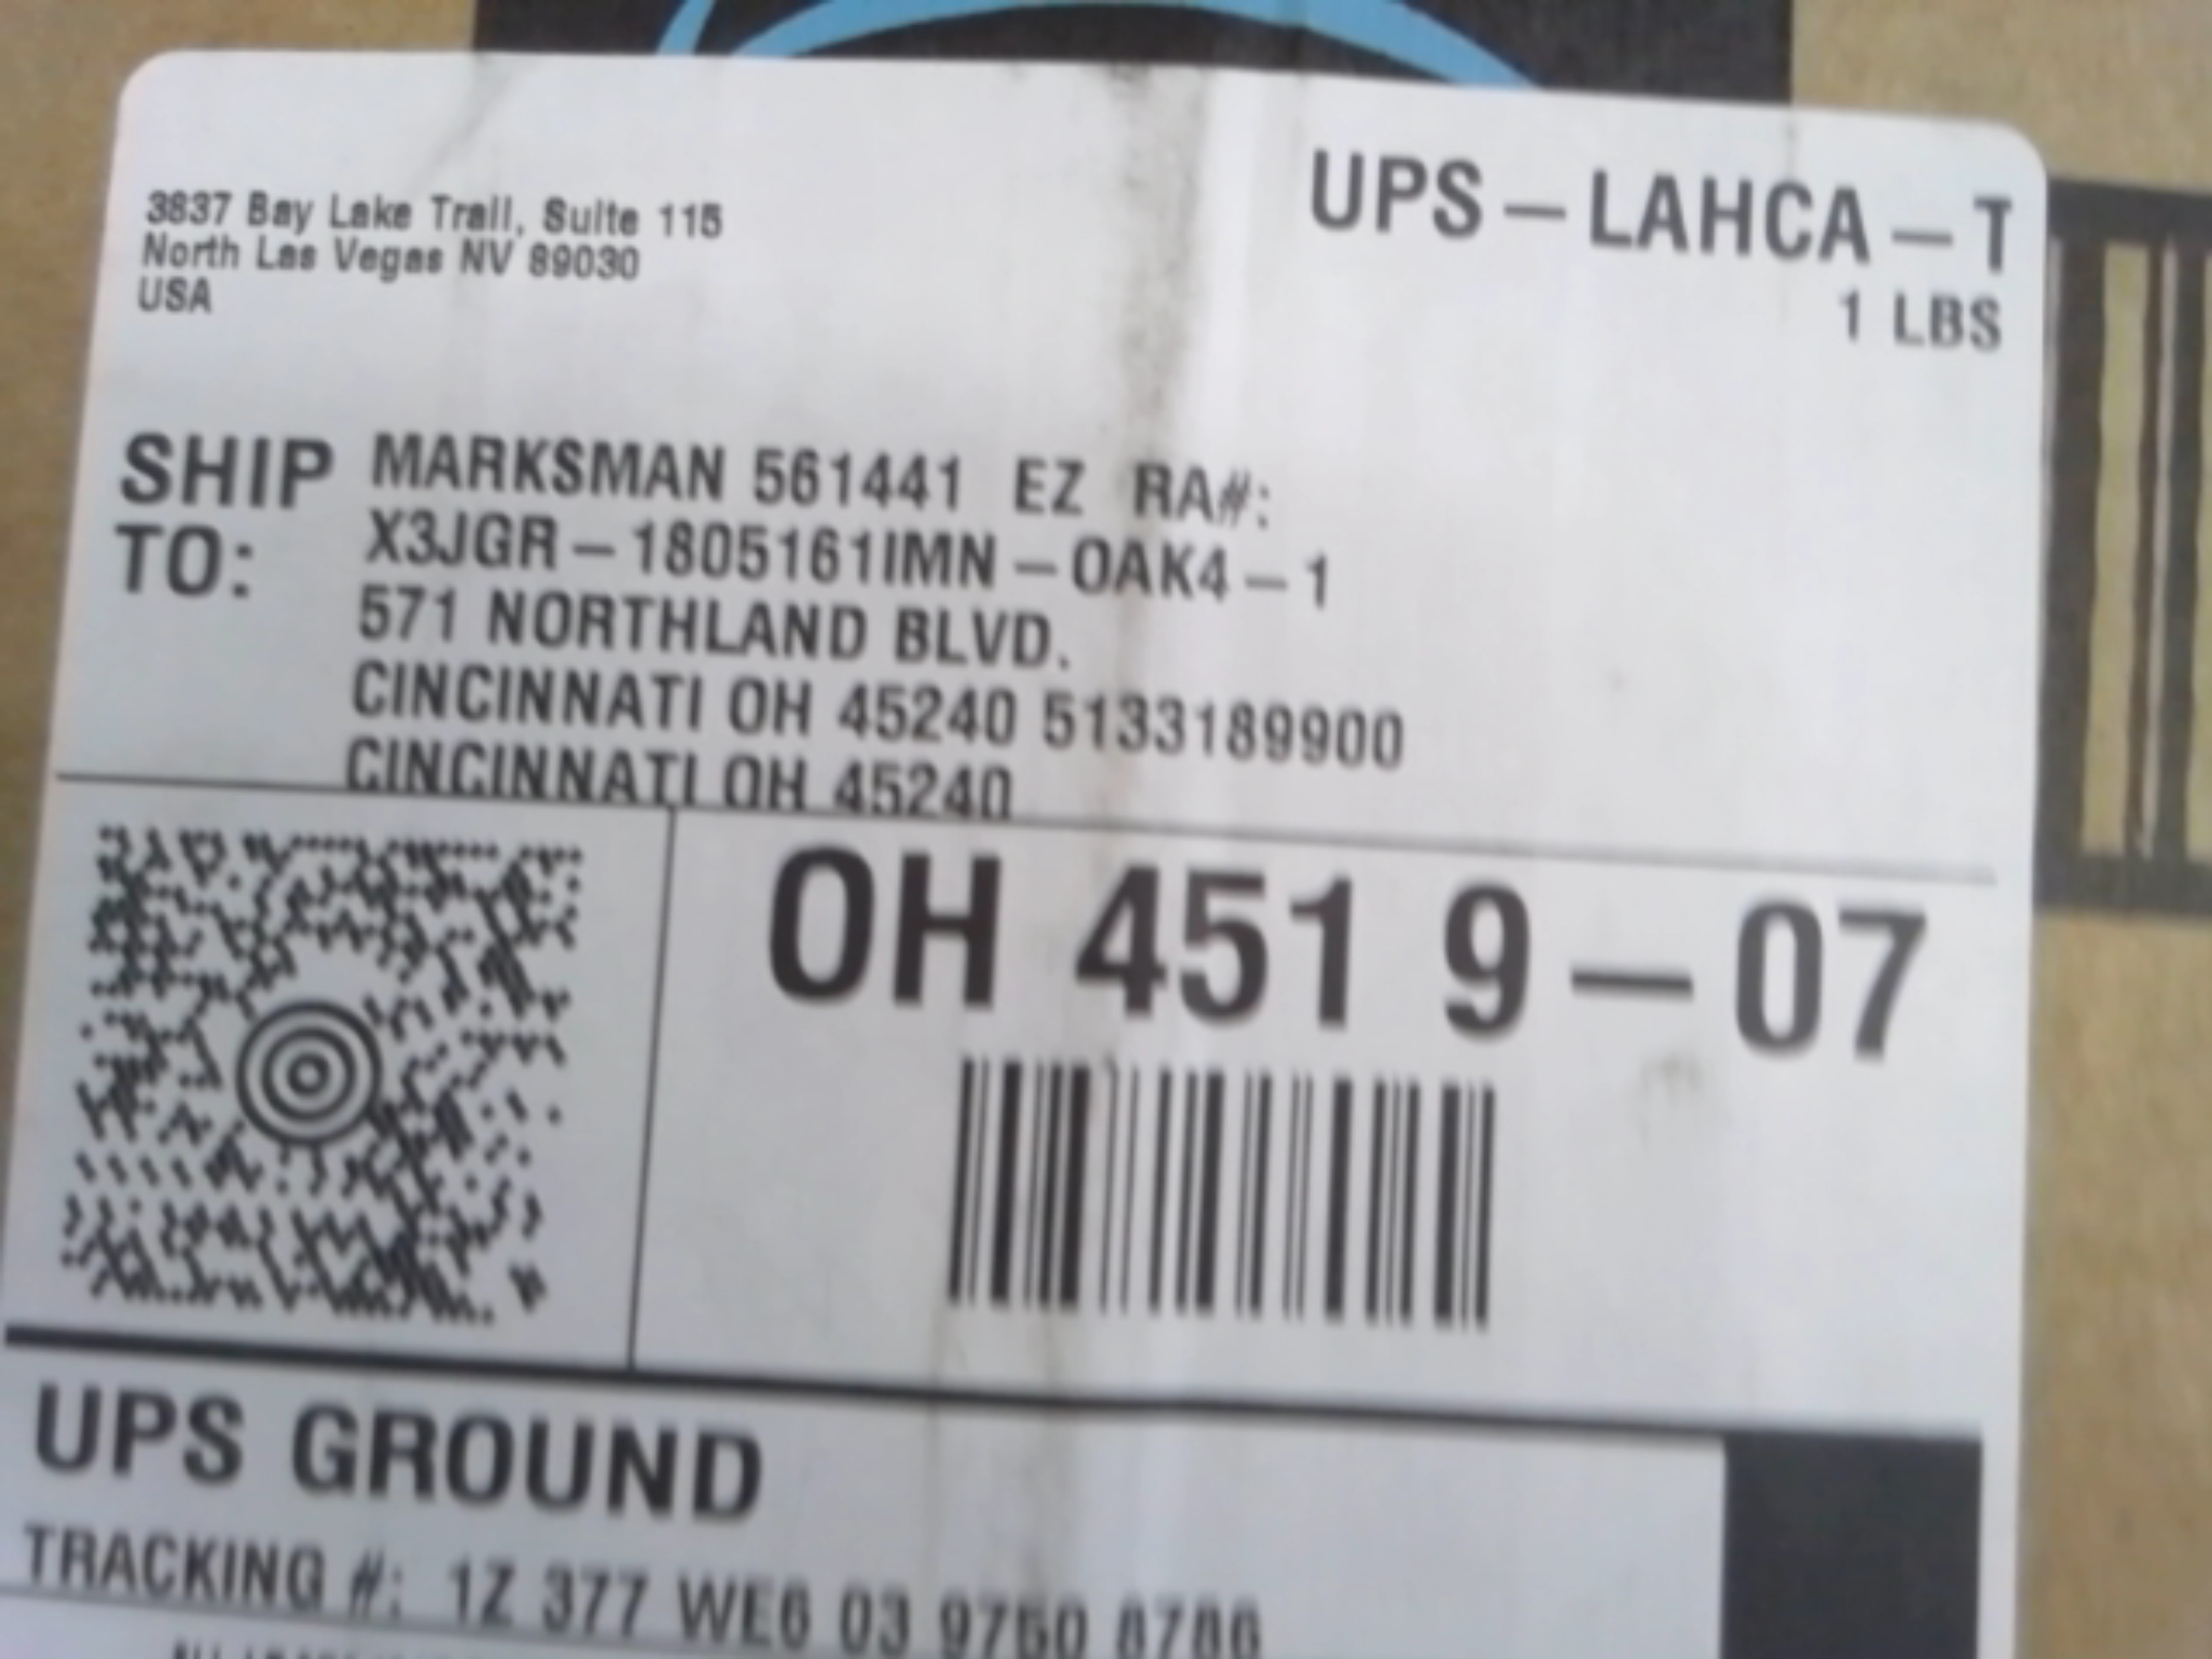 3837 Bay Lake Trail, Suite 115
North Las Vegas NV 89030
USA
UPS-LAHCA-T
1 LBS
SHIP TO:
MARKSMAN 561441 EZ RA#:
X3JGR-1805161IMN-OAK4-1
571 NORTHLAND BLVD.
CINCINNATI OH 45240 5133189900
CINCINNATI OH 45240
OH 451 9-07
UPS GROUND
TRACKING #: 1Z 377 WE6 03 9750 8786